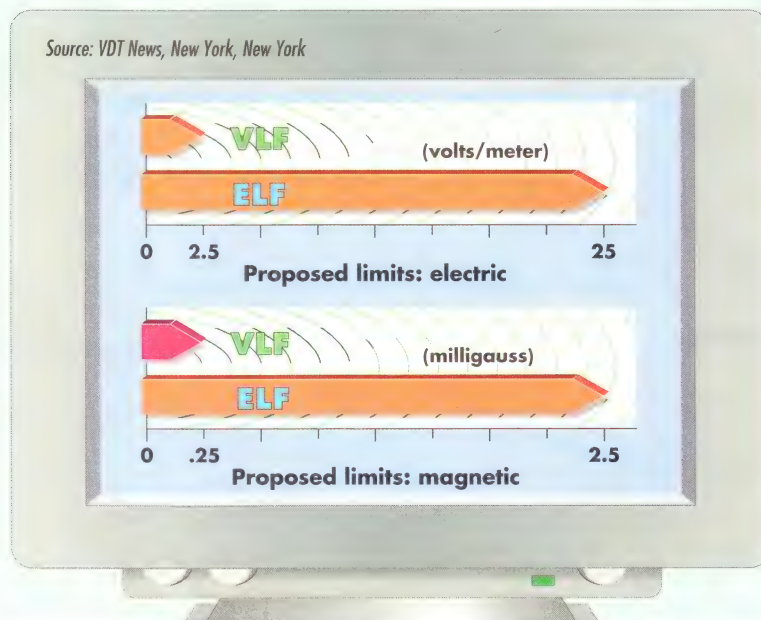 Source: VDT News, New York, New York
VLF
(volts/meter)
ELF
0 2.5 25
Proposed limits: electric
VLF
(milligauss)
ELF
0 .25 2.5
Proposed limits: magnetic